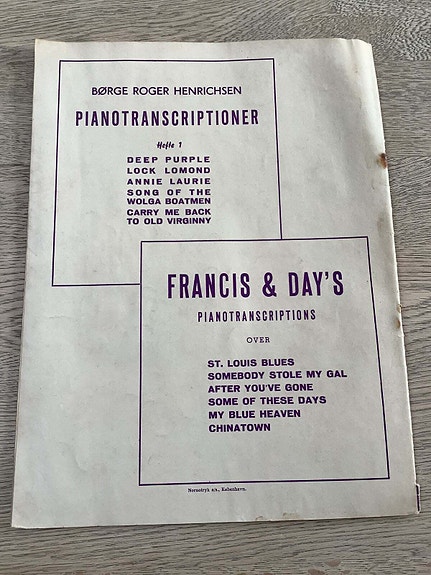 BØRGE ROGER HENRICHSEN
PIANOTRANSCRIPTIONER
Hefte 1
DEEP PURPLE
LOCK LOMOND
ANNIE LAURIE
SONG OF THE
WOLGA BOATMEN
CARRY ME BACK
TO OLD VIRGINNY
FRANCIS & DAY'S
PIANOTRANSCRIPTIONS
OVER
ST. LOUIS BLUES
SOMEBODY STOLE MY GAL
AFTER YOU'VE GONE
SOME OF THESE DAYS
MY BLUE HEAVEN
CHINATOWN
Nornotryk a/s., København.